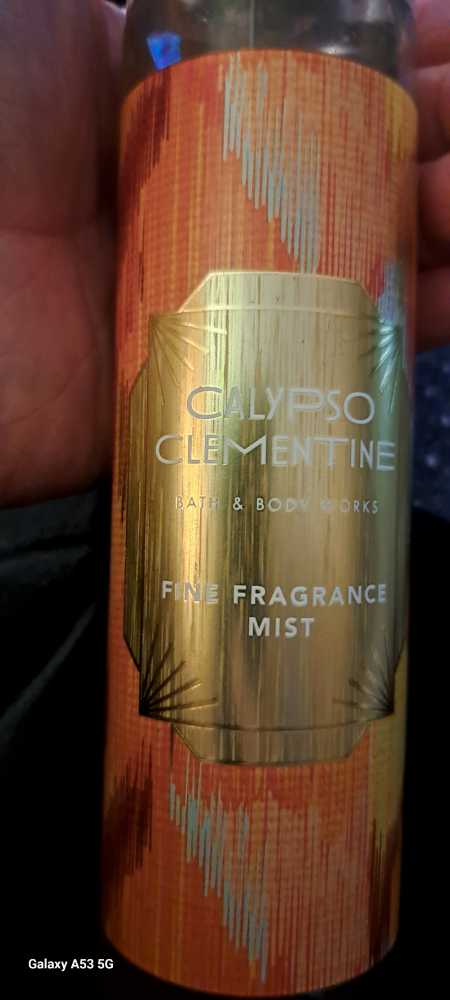 CALYPSO
CLEMENTINE
BATH & BODY WORKS
FINE FRAGRANCE
MIST
Galaxy A53 5G